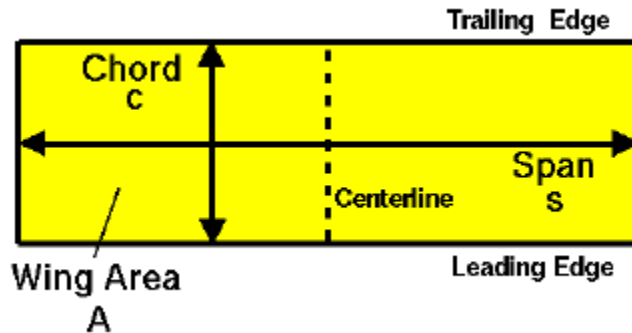 Trailing Edge
Chord
c
Span
s
Centerline
Wing Area
A
Leading Edge